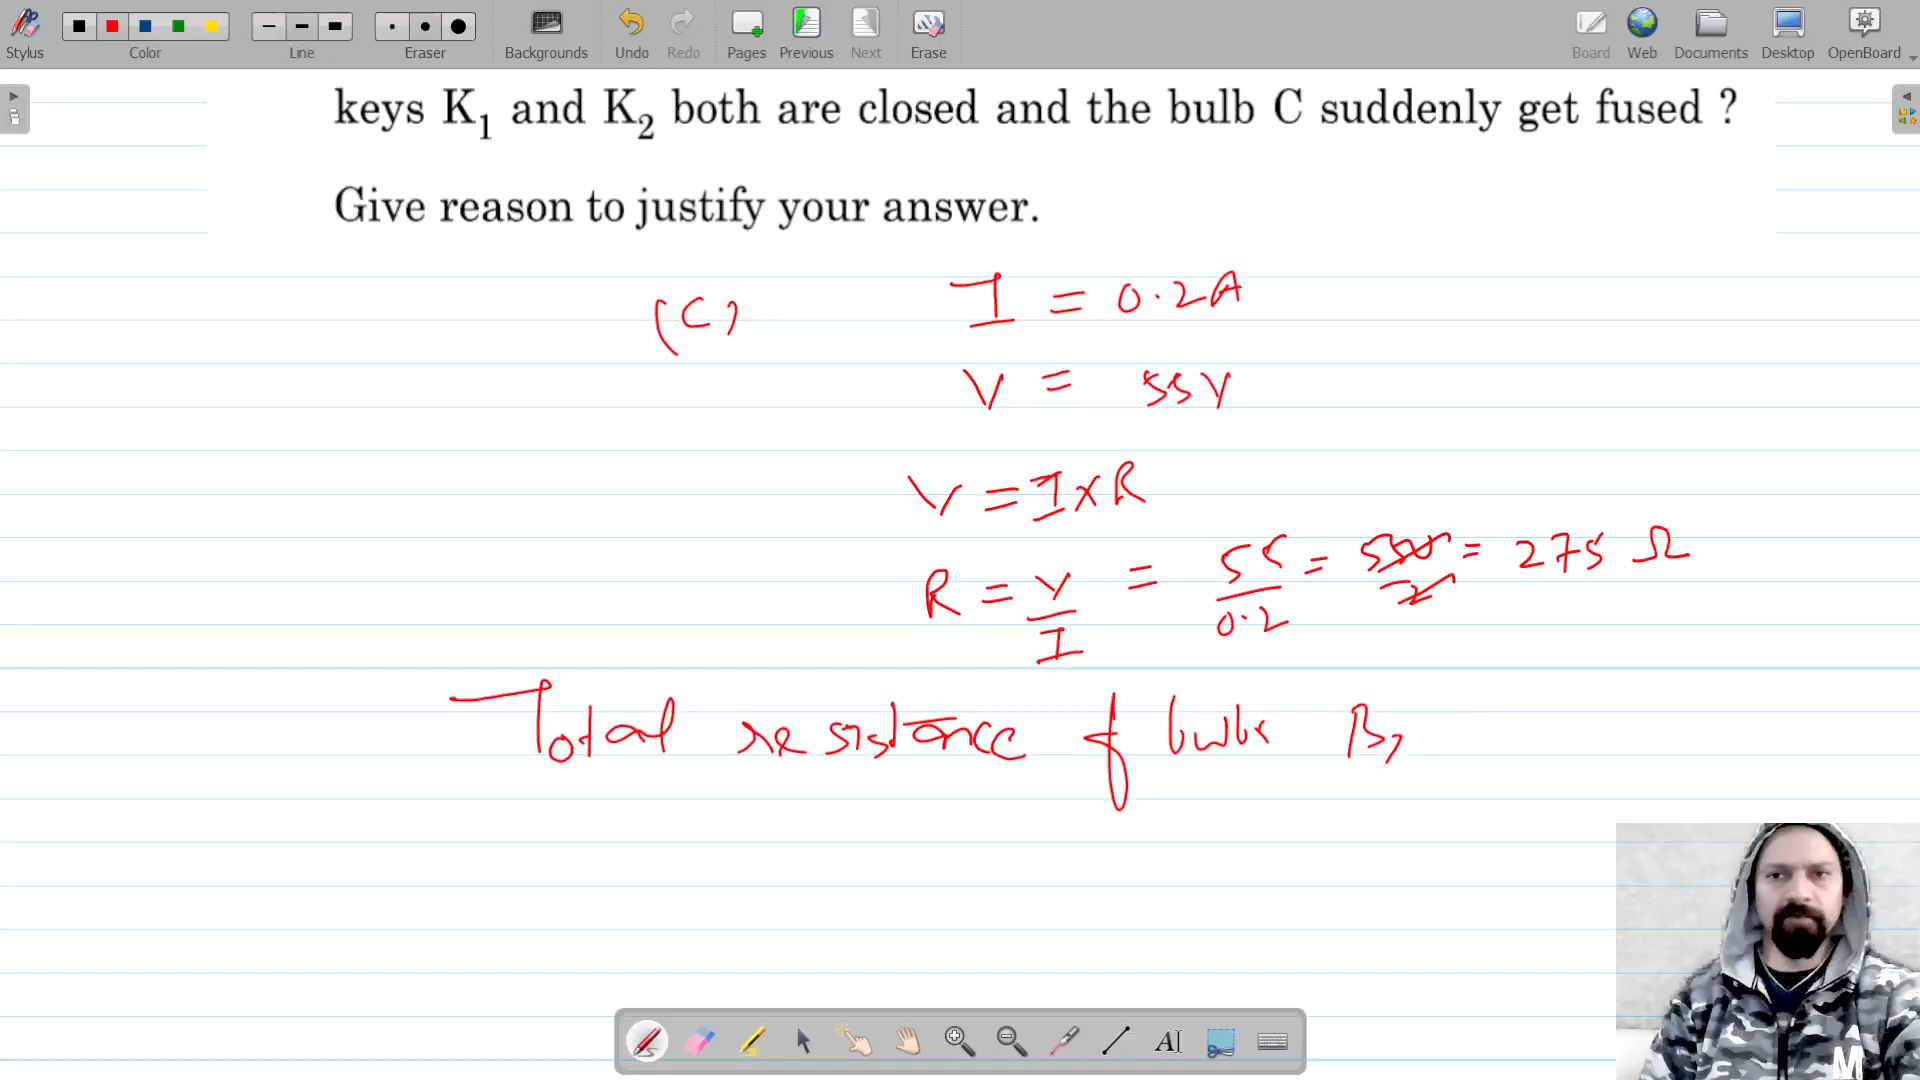 Stylus Color Line Eraser Backgrounds Undo Redo Pages Previous Next Erase Board Web Documents Desktop OpenBoard
keys K₁ and K₂ both are closed and the bulb C suddenly get fused ?
Give reason to justify your answer.
(C) I = 0.2A
V = 55V
V = I×R
R = V/I = 55/0.2 = 550/2 = 275 Ω
Total resistance of bulbs B,
M